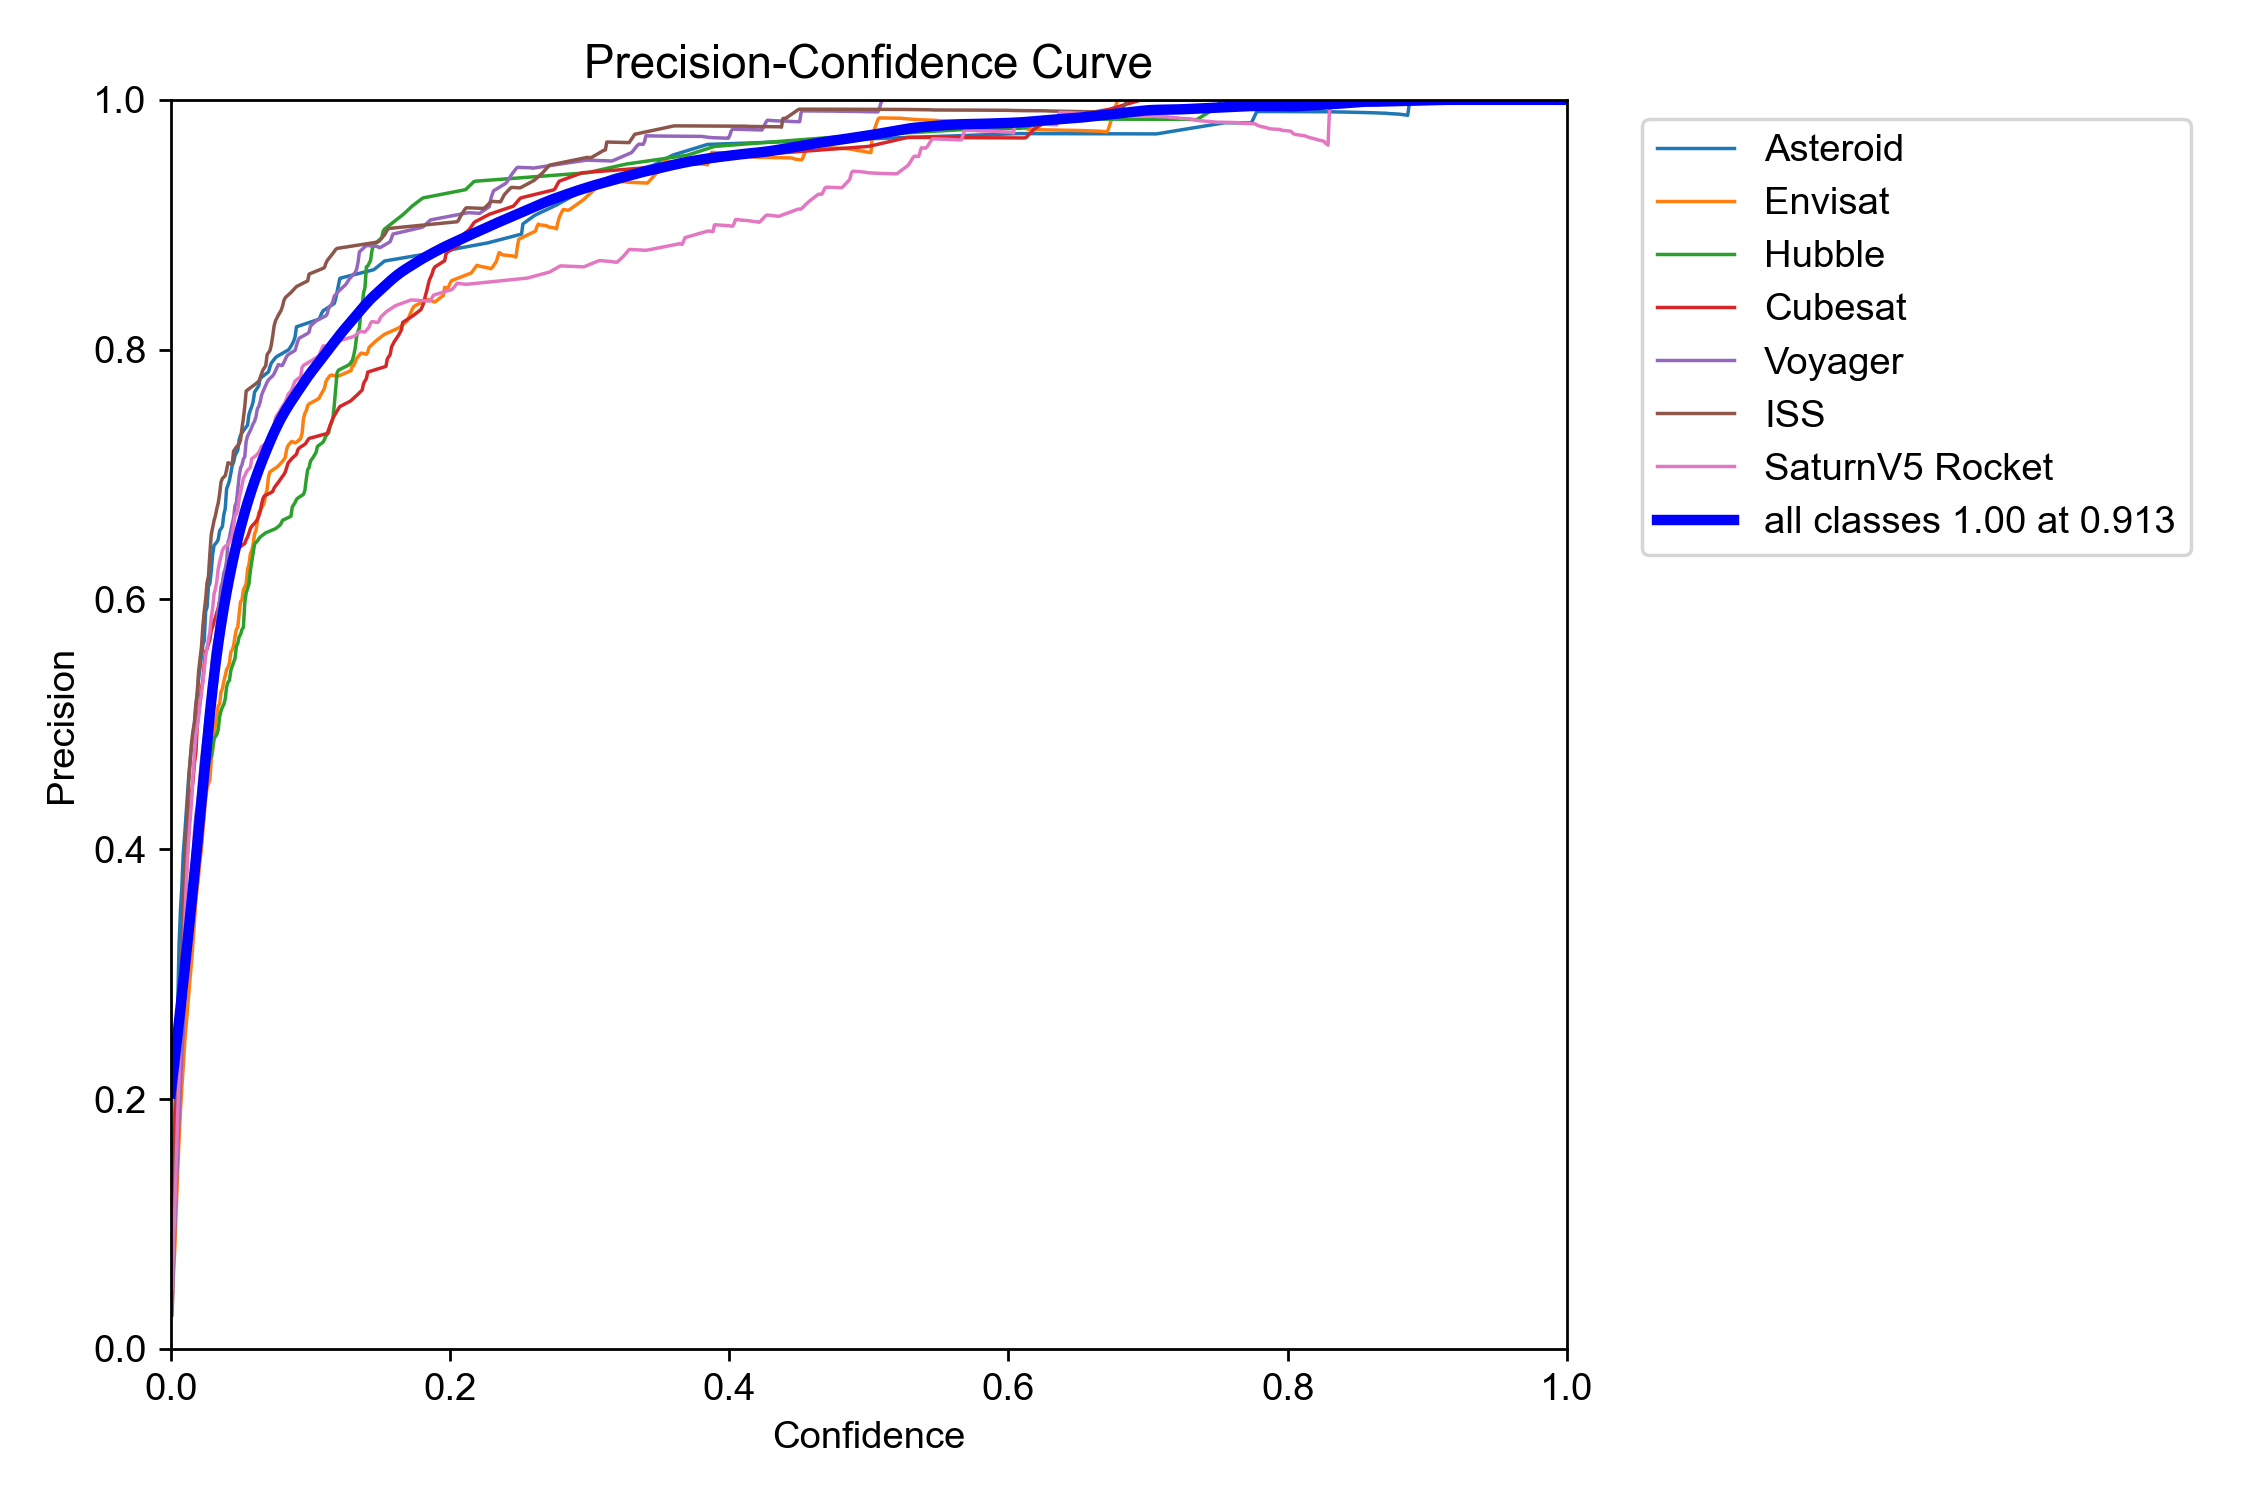 Precision-Confidence Curve
1.0
0.8
0.6
0.4
0.2
0.0
Precision
0.0 0.2 0.4 0.6 0.8 1.0
Confidence
Asteroid
Envisat
Hubble
Cubesat
Voyager
ISS
SaturnV5 Rocket
all classes 1.00 at 0.913